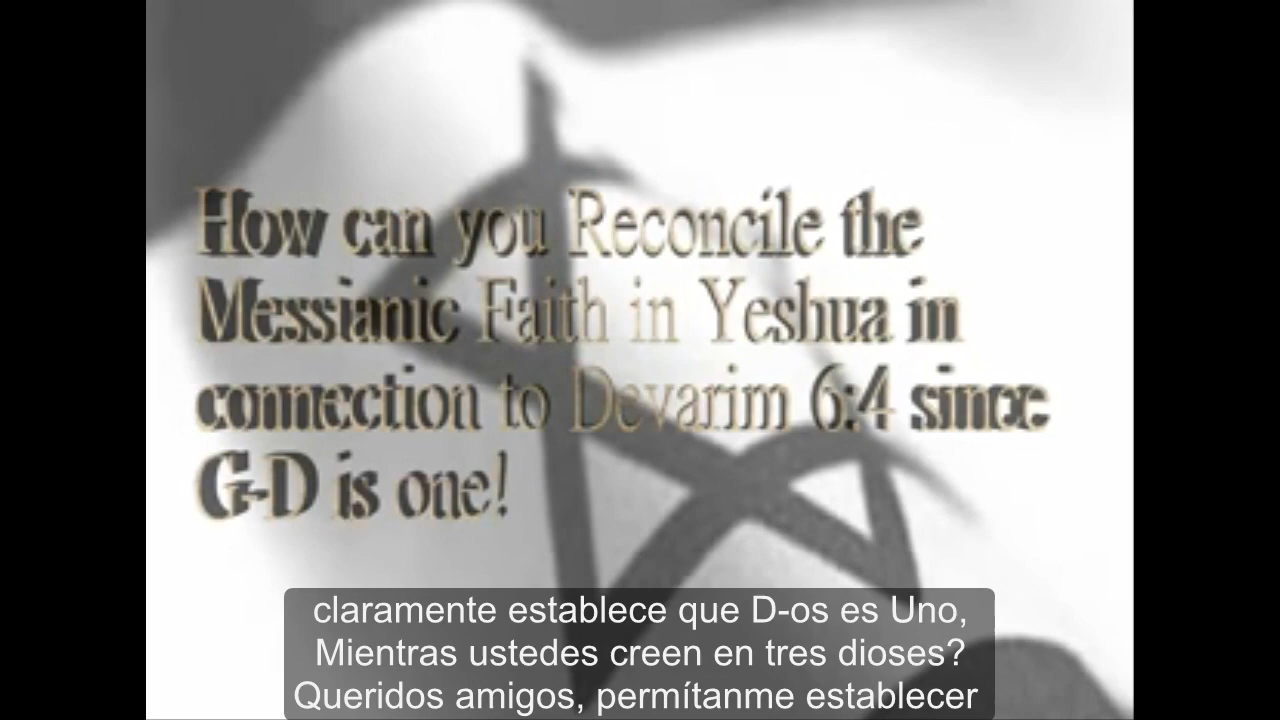 How can you Reconcile the
Messianic Faith in Yeshua in
connection to Devarim 6:4 since
G-D is one!
claramente establece que D-os es Uno,
Mientras ustedes creen en tres dioses?
Queridos amigos, permítanme establecer